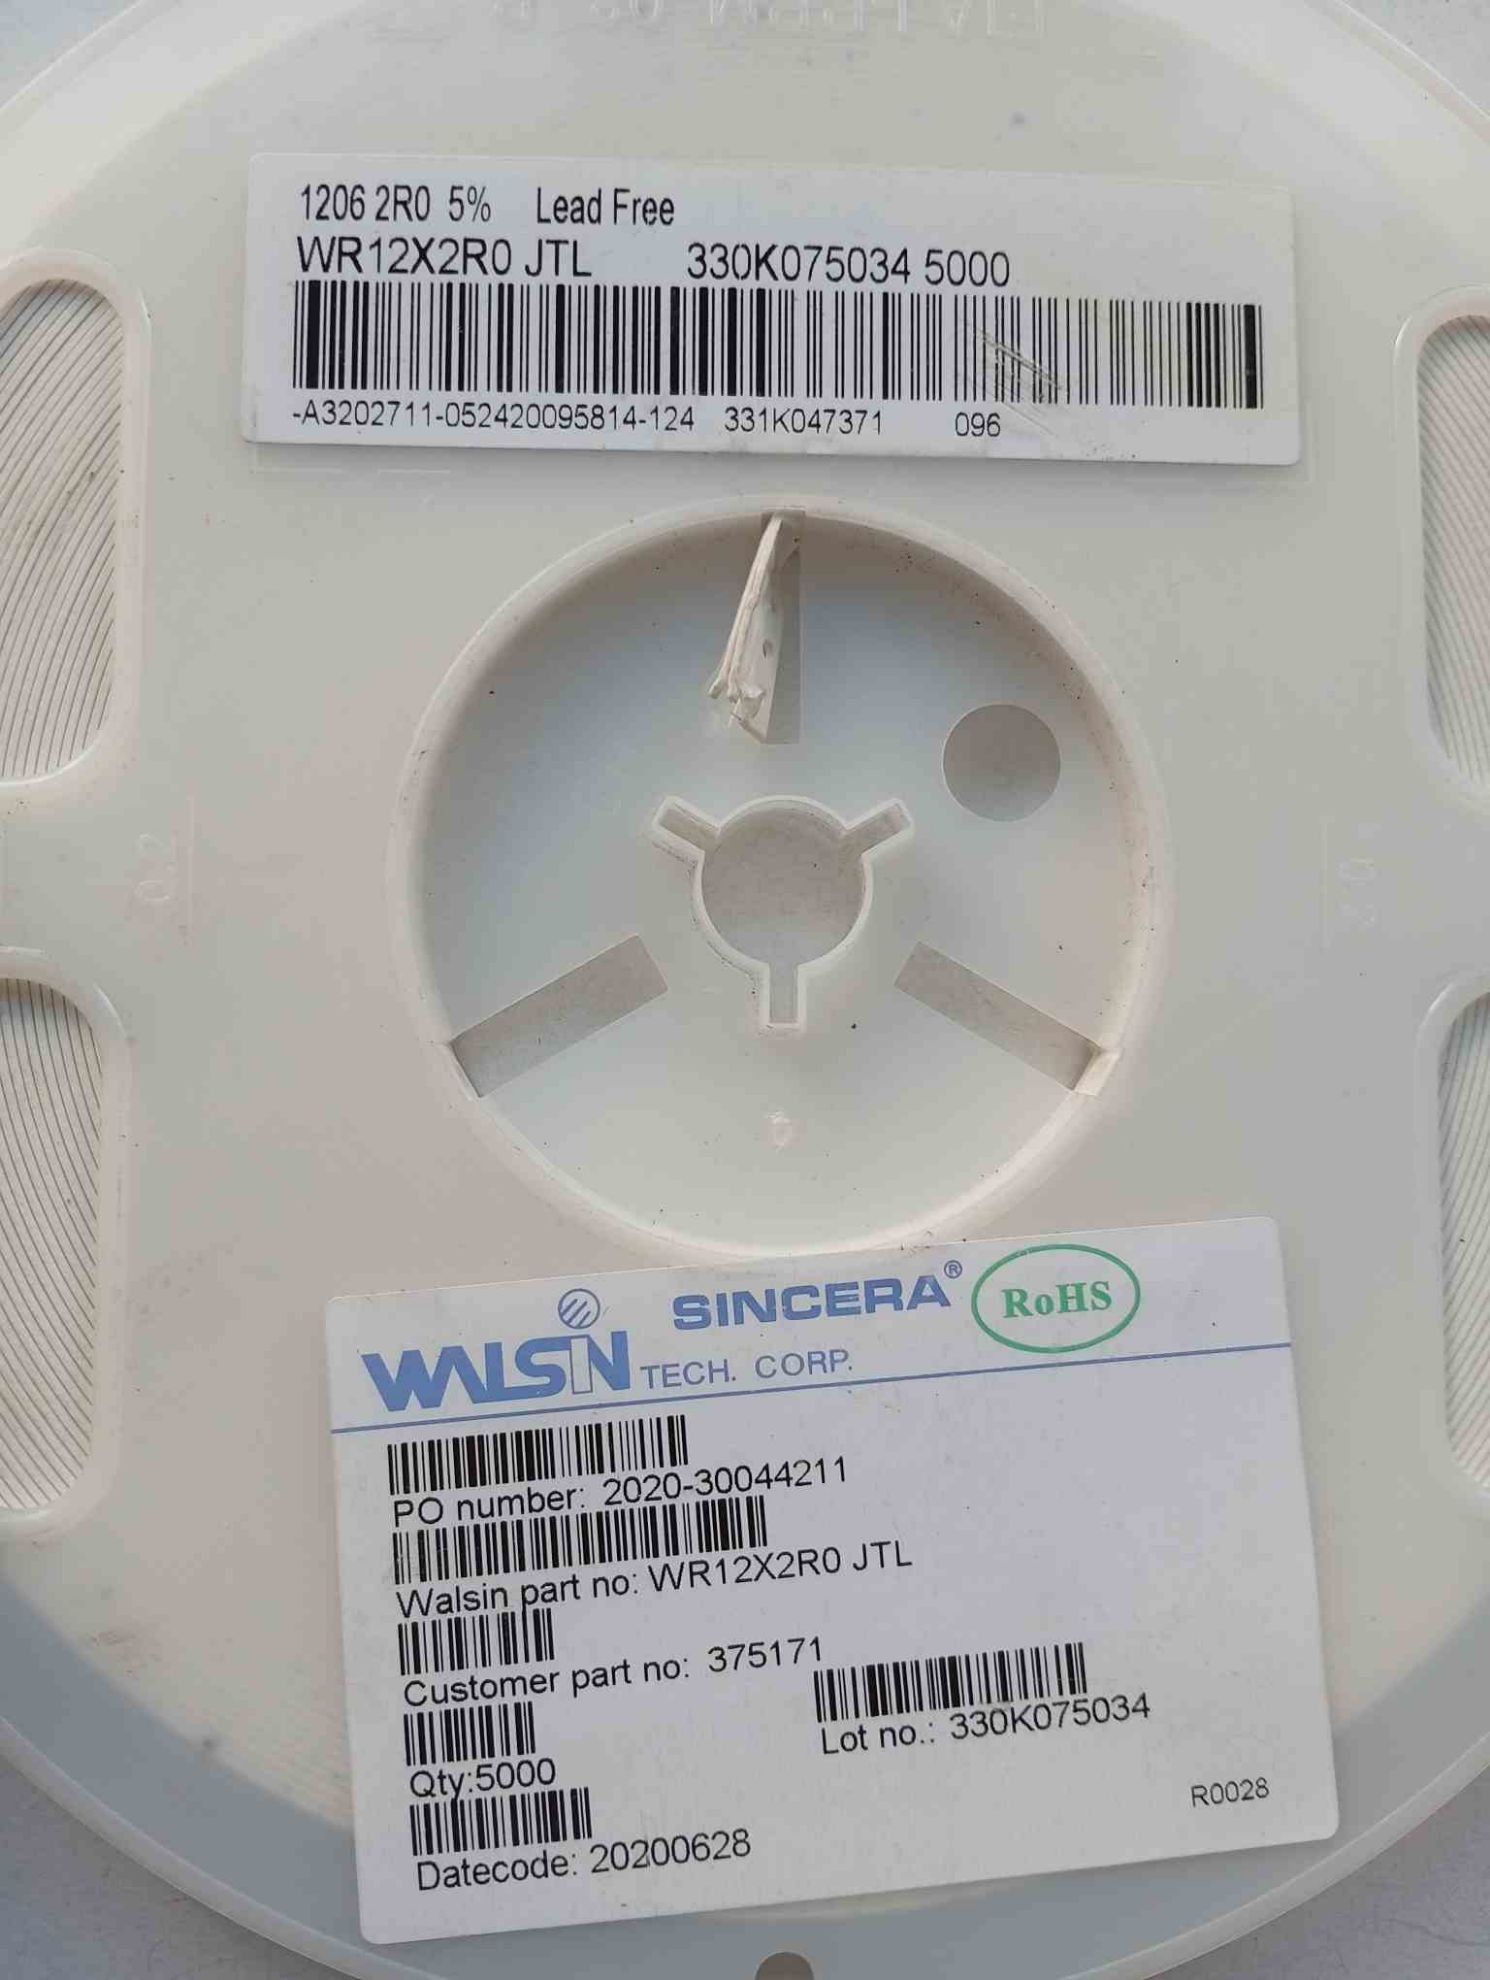 1206 2R0 5% Lead Free
WR12X2R0 JTL 330K075034 5000
-A3202711-052420095814-124 331K047371 096
WALSIN TECH. CORP. SINCERA® RoHS
PO number: 2020-30044211
Walsin part no: WR12X2R0 JTL
Customer part no: 375171
Lot no.: 330K075034
Qty:5000
R0028
Datecode: 20200628